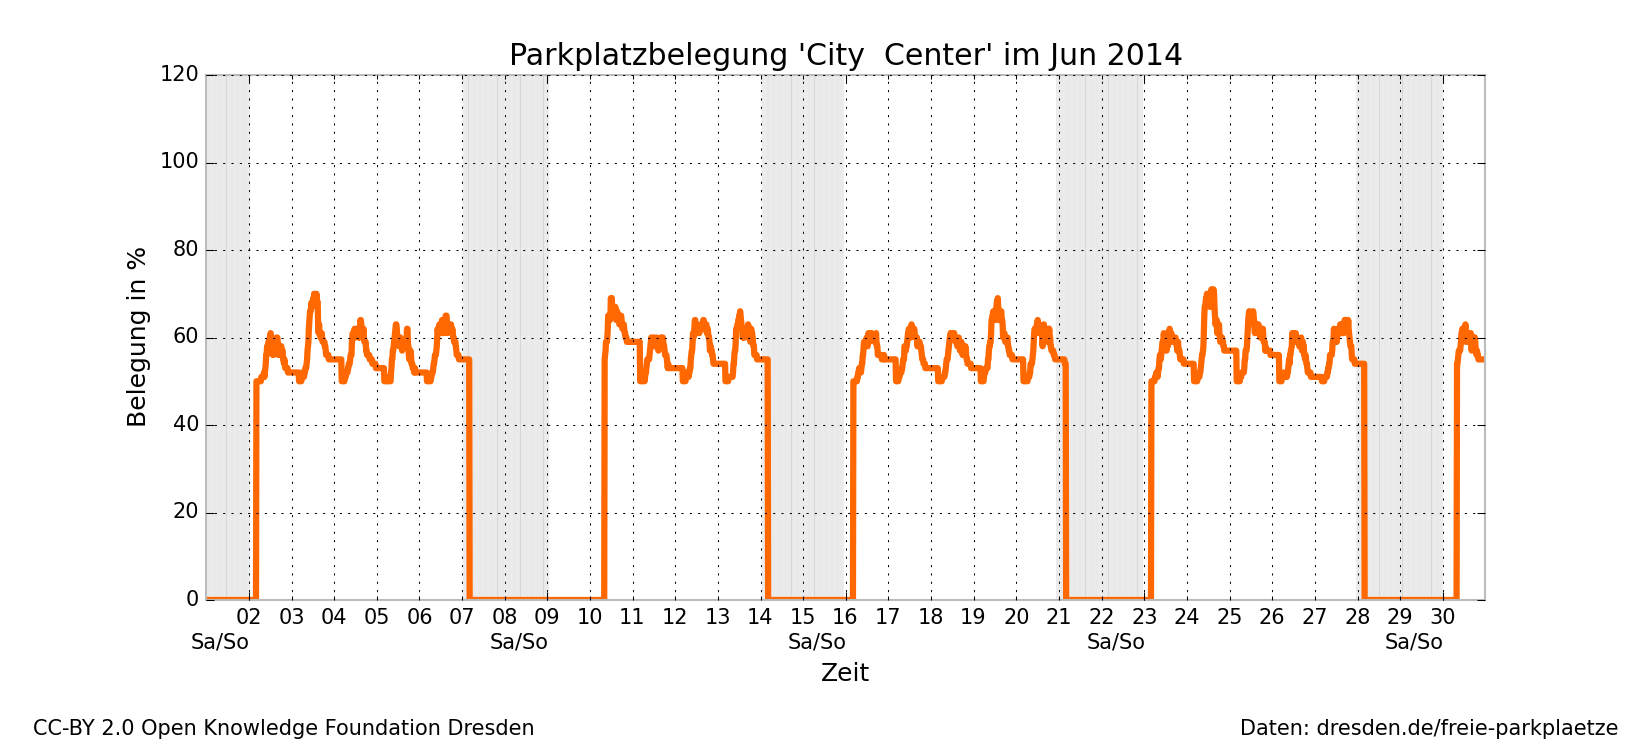 Parkplatzbelegung 'City  Center' im Jun 2014
120
100
80
60
40
20
0
Belegung in %
02 03 04 05 06 07 08 09 10 11 12 13 14 15 16 17 18 19 20 21 22 23 24 25 26 27 28 29 30
Sa/So Sa/So Sa/So Sa/So Sa/So
Zeit
CC-BY 2.0 Open Knowledge Foundation Dresden
Daten: dresden.de/freie-parkplaetze